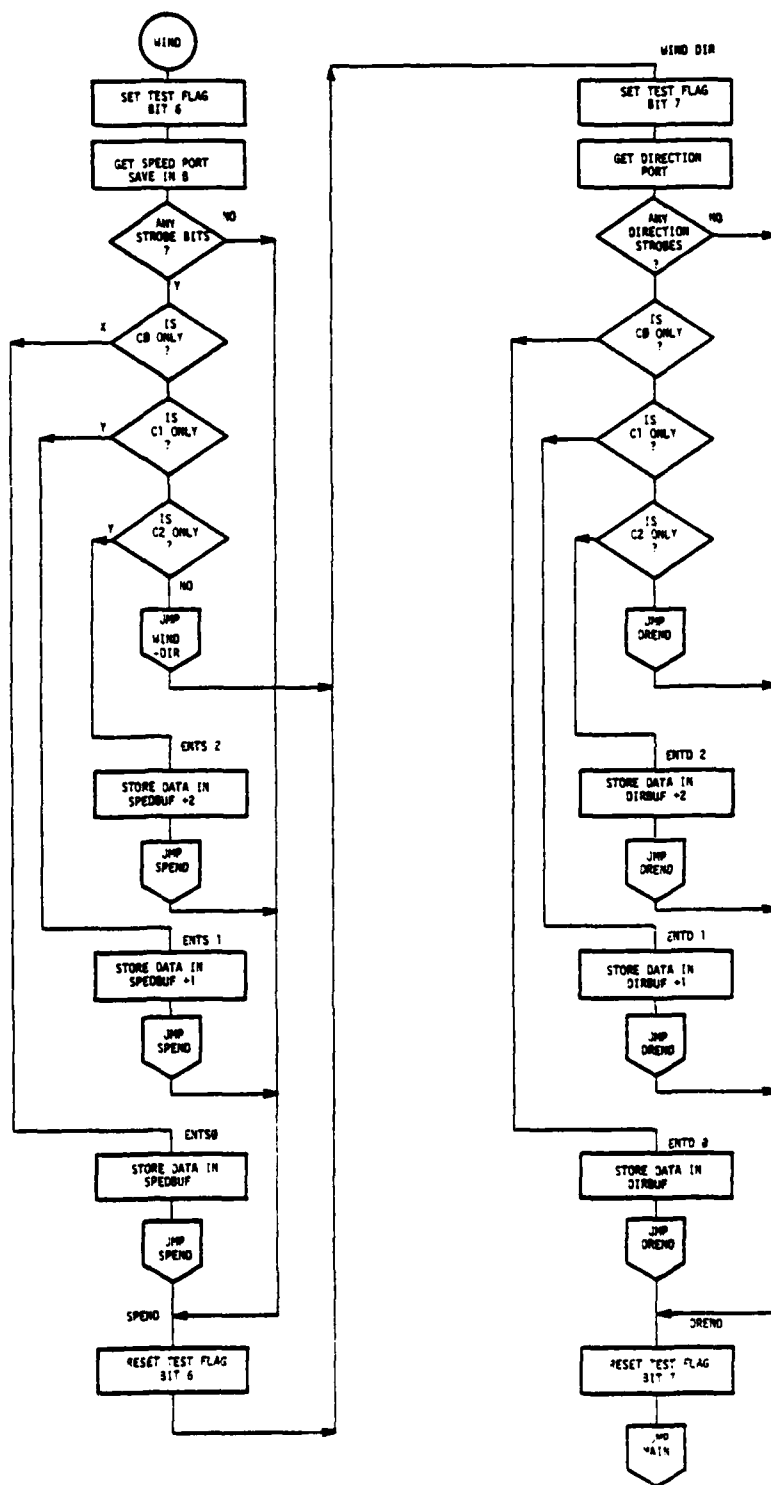 WIND
SET TEST FLAG
BIT 6
GET SPEED PORT
SAVE IN B
ANY
STROBE BITS
?
NO
Y
IS
C0 ONLY
?
X
IS
C1 ONLY
?
Y
IS
C2 ONLY
?
Y
NO
JMP
WIND
-DIR
ENTS 2
STORE DATA IN
SPEDBUF +2
JMP
SPEND
ENTS 1
STORE DATA IN
SPEDBUF +1
JMP
SPEND
ENTS0
STORE DATA IN
SPEDBUF
JMP
SPEND
SPEND
RESET TEST FLAG
BIT 6
WIND DIR
SET TEST FLAG
BIT 7
GET DIRECTION
PORT
ANY
DIRECTION
STROBES
?
NO
IS
C0 ONLY
?
IS
C1 ONLY
?
IS
C2 ONLY
?
JMP
DREND
ENTD 2
STORE DATA IN
DIRBUF +2
JMP
DREND
ENTD 1
STORE DATA IN
DIRBUF +1
JMP
DREND
ENTD 0
STORE DATA IN
DIRBUF
JMP
DREND
DREND
RESET TEST FLAG
BIT 7
JMP
MAIN